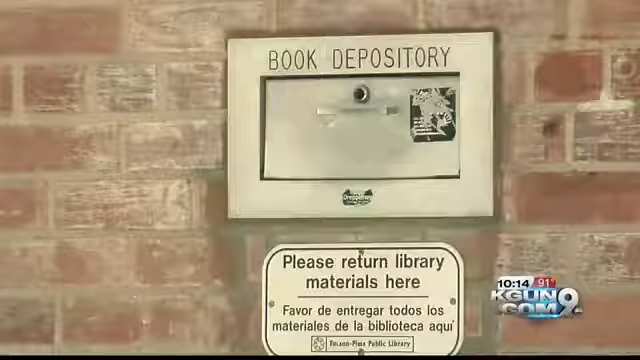 BOOK DEPOSITORY
Please return library
materials here
Favor de entregar todos los
materiales de la biblioteca aquí
Tucson-Pima Public Library
10:14 91°
KGUN9
.COM